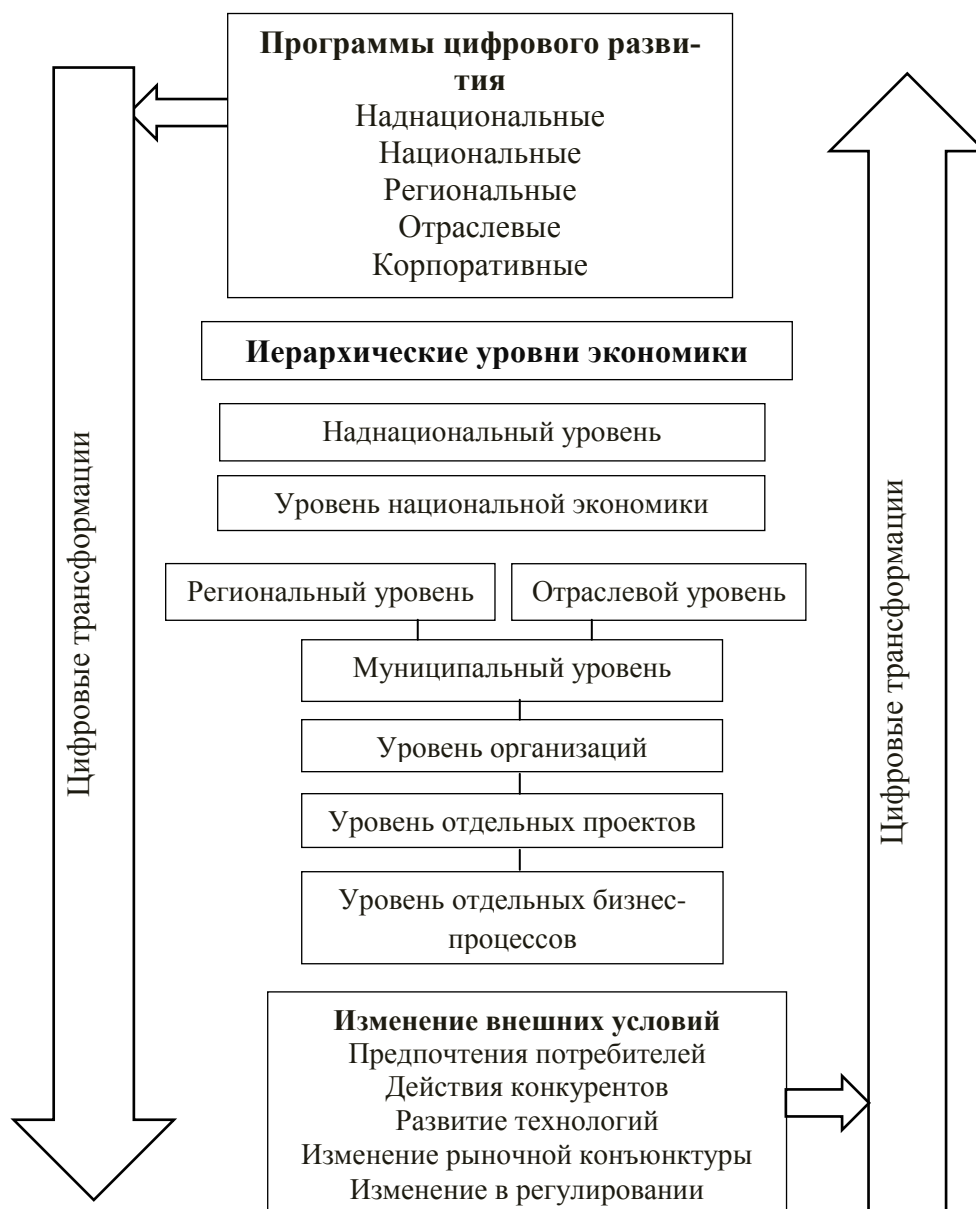 Программы цифрового разви-
тия
Наднациональные
Национальные
Региональные
Отраслевые
Корпоративные
Иерархические уровни экономики
Наднациональный уровень
Уровень национальной экономики
Региональный уровень
Отраслевой уровень
Муниципальный уровень
Уровень организаций
Уровень отдельных проектов
Уровень отдельных бизнес-
процессов
Изменение внешних условий
Предпочтения потребителей
Действия конкурентов
Развитие технологий
Изменение рыночной конъюнктуры
Изменение в регулировании
Цифровые трансформации
Цифровые трансформации